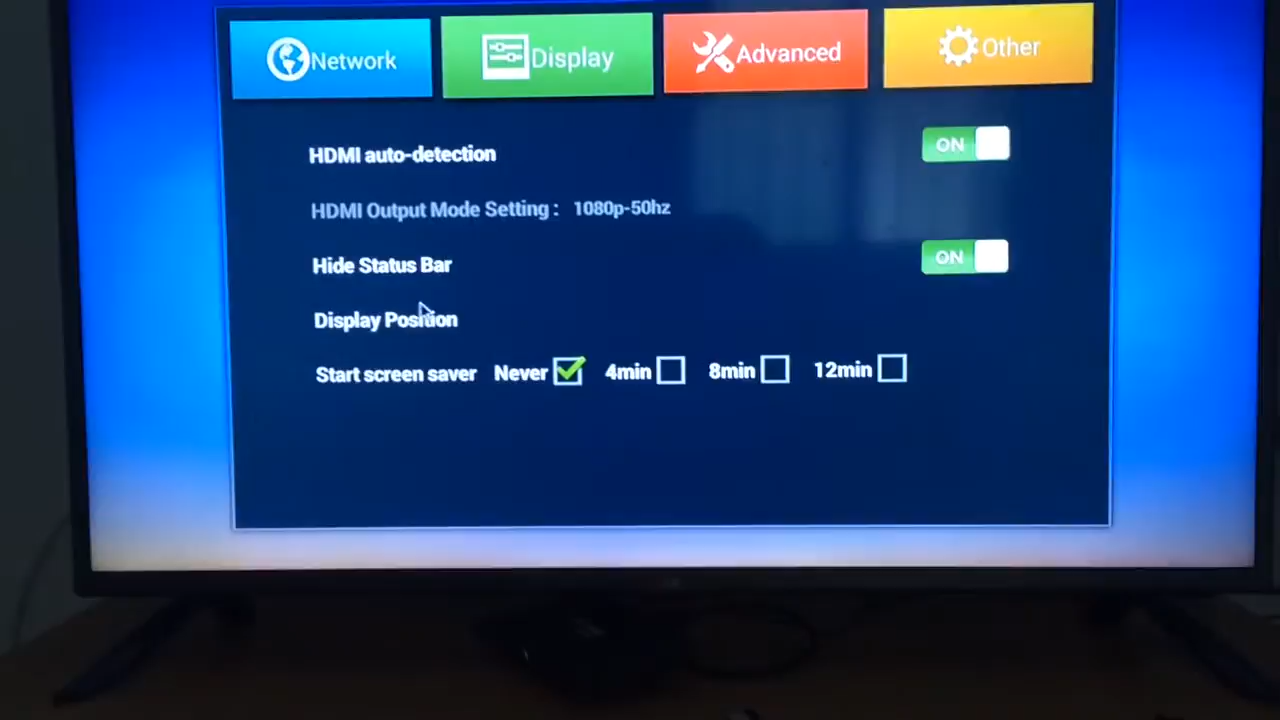 Network Display Advanced Other
HDMI auto-detection ON
HDMI Output Mode Setting : 1080p-50hz
Hide Status Bar ON
Display Position
Start screen saver Never 4min 8min 12min